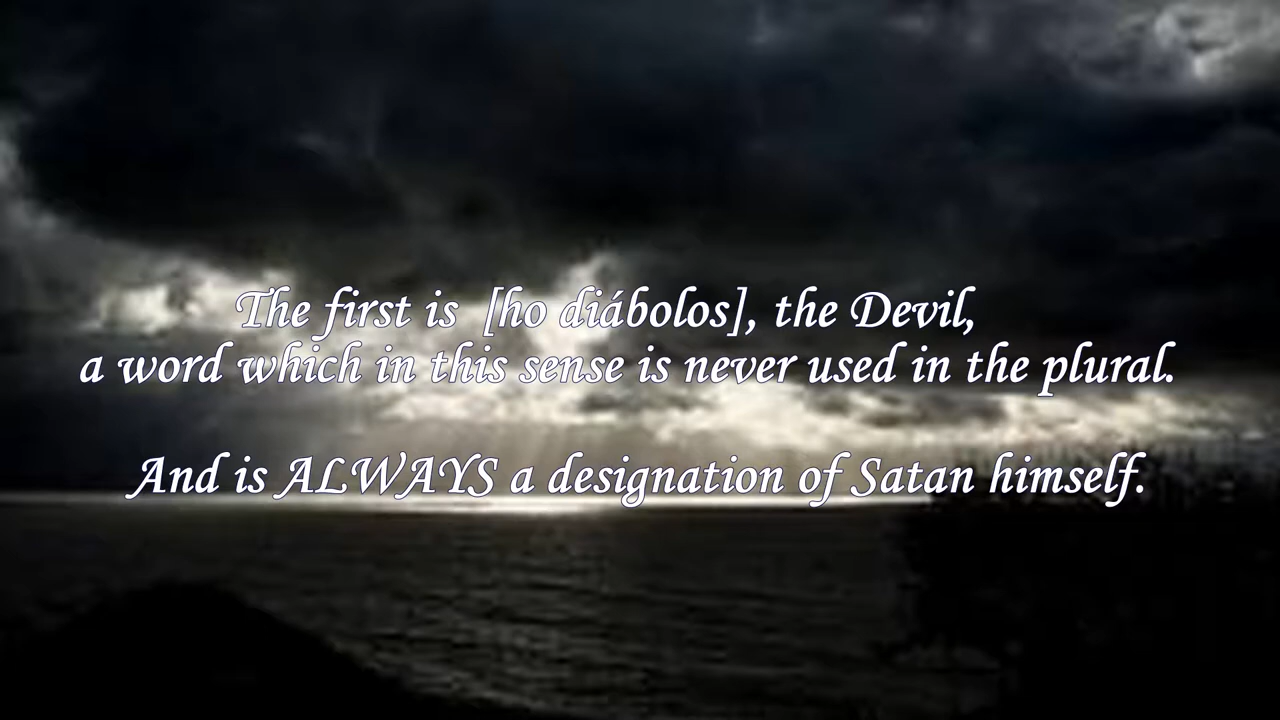 The first is [ho diábolos], the Devil,
a word which in this sense is never used in the plural.
And is ALWAYS a designation of Satan himself.